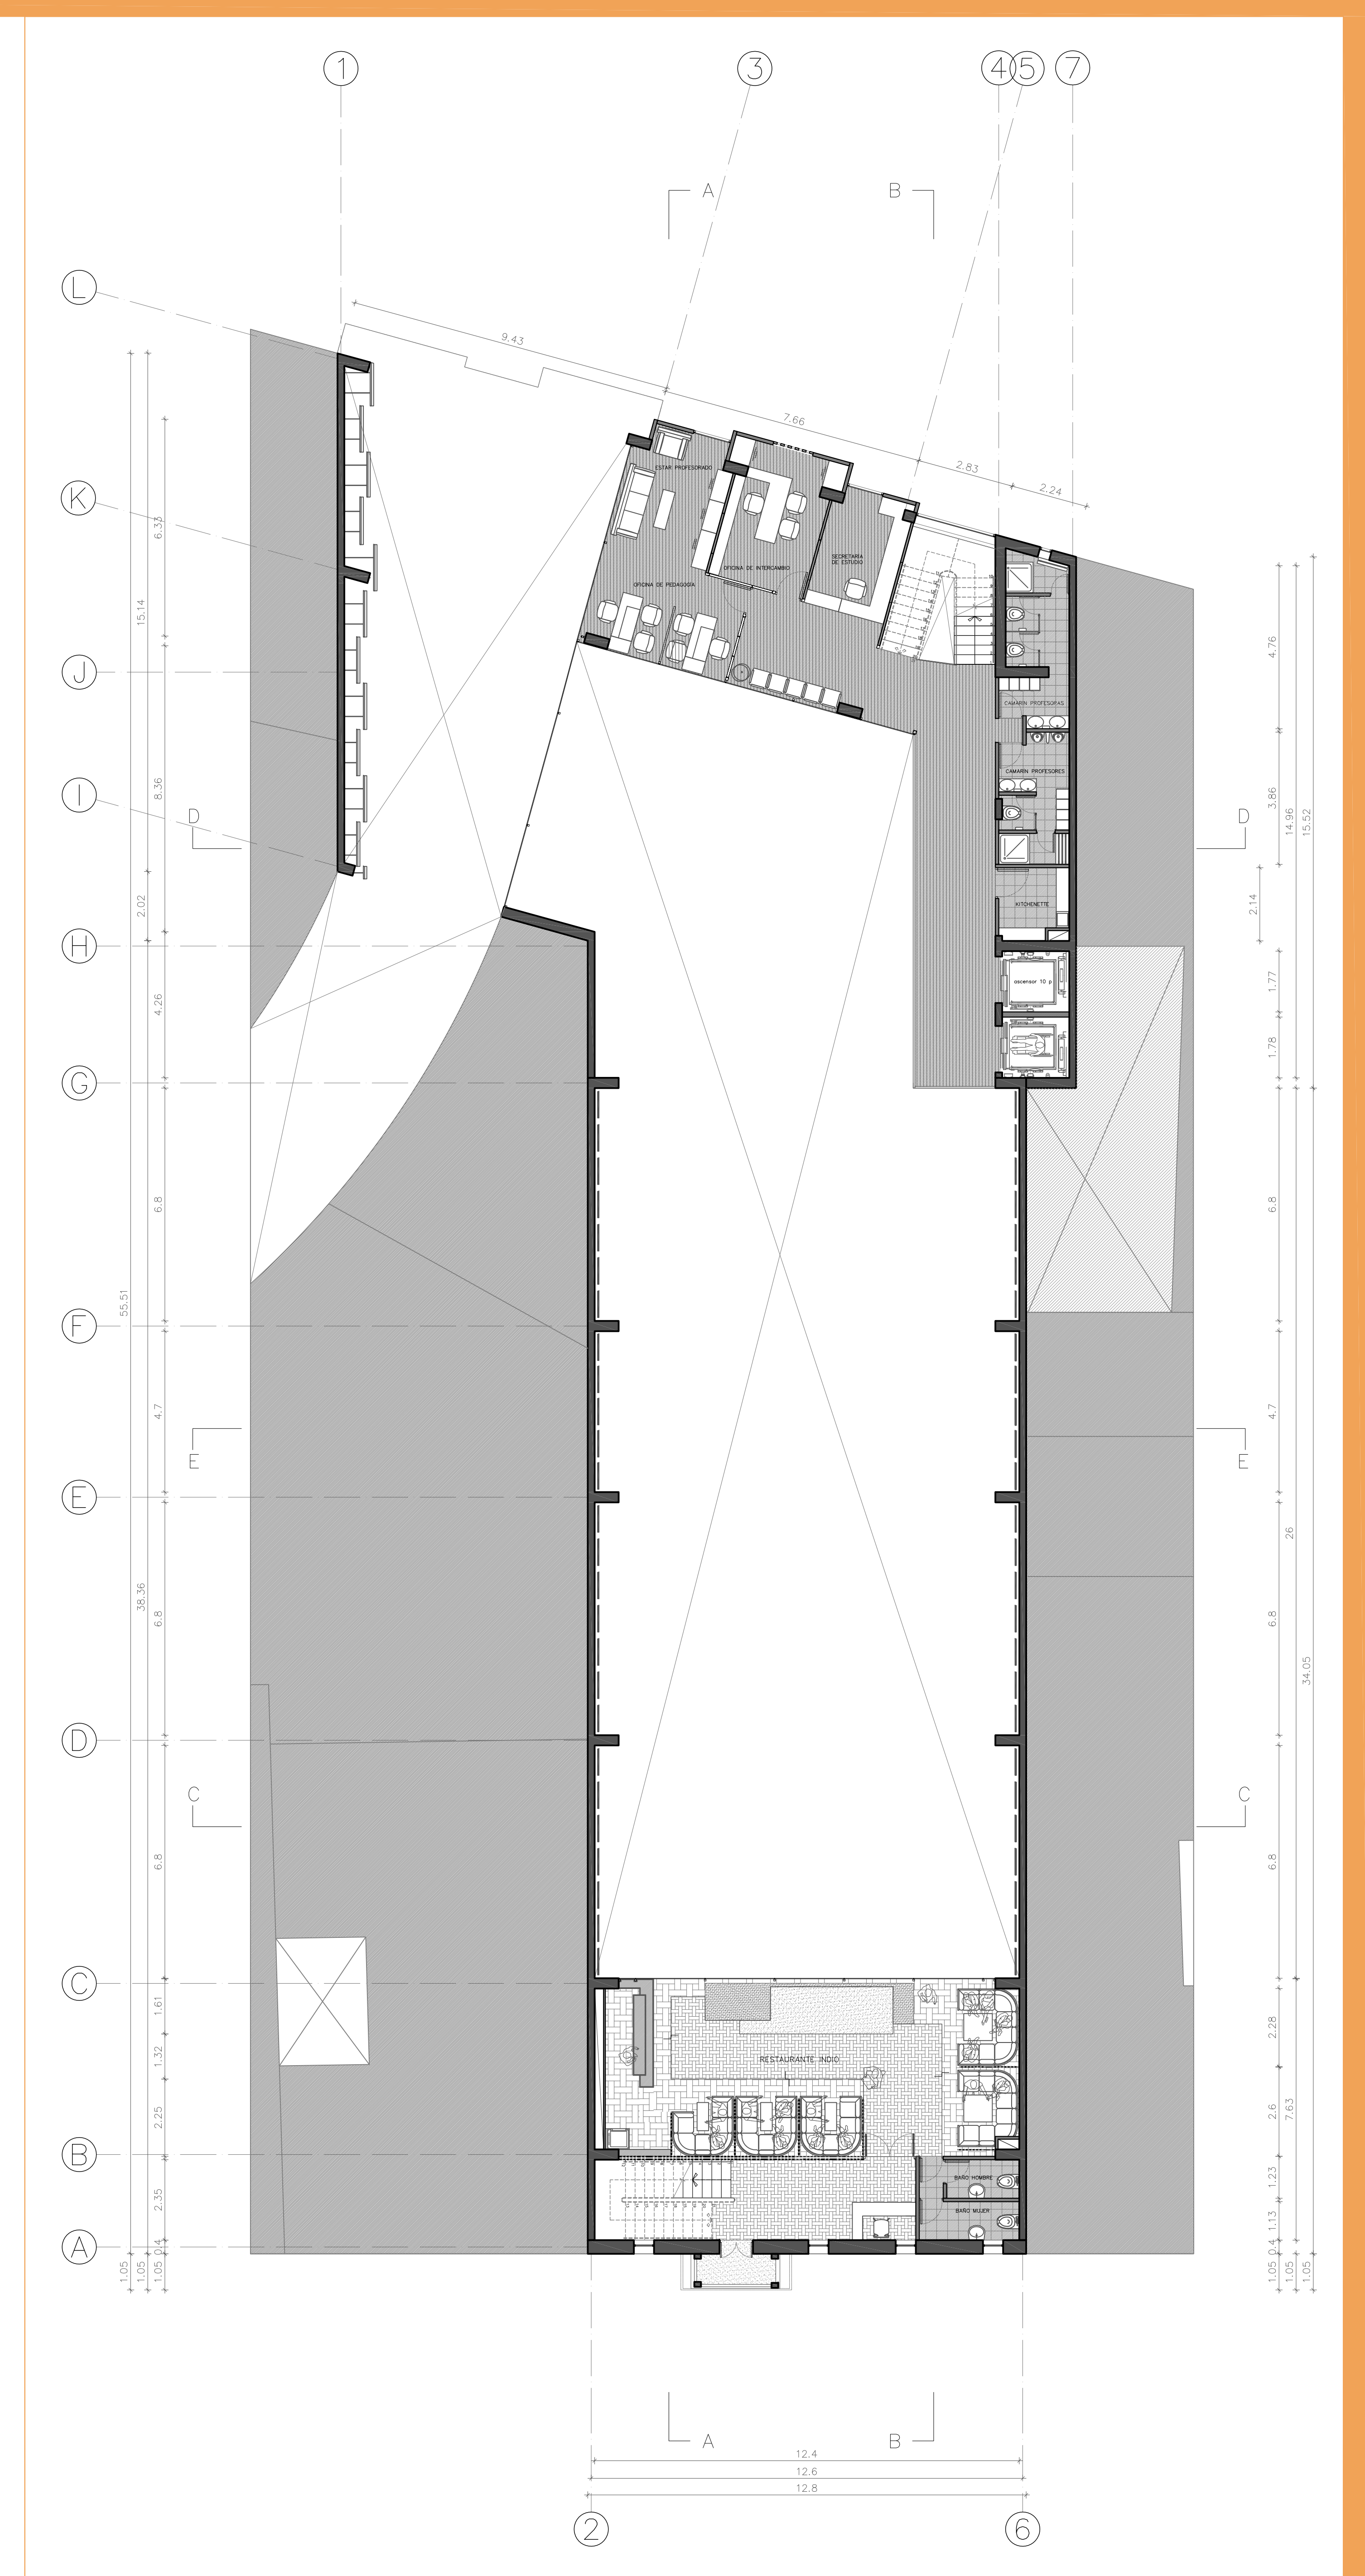 1
3
4
5
7
A
B
L
9.43
7.66
2.83
2.24
K
ESTAR PROFESORADO
OFICINA DE INTERCAMBIO
SECRETARIA
DE ESTUDIO
OFICINA DE PEDAGOGÍA
6.33
15.14
4.76
J
CAMARIN PROFESORAS
CAMARIN PROFESORES
I
8.36
3.86
14.96
15.52
D
D
KITCHENETTE
2.02
2.14
H
ascensor 10 p
4.26
1.77
1.78
G
6.8
6.8
55.51
F
4.7
4.7
E
E
E
38.36
6.8
6.8
26
34.05
D
C
C
6.8
6.8
C
1.61
1.32
2.25
2.28
2.6
7.63
RESTAURANTE INDIO
B
2.35
1.23
1.13
BAÑO HOMBRE
BAÑO MUJER
A
0.4
0.4
1.05
1.05
1.05
1.05
1.05
1.05
A
B
12.4
12.6
12.8
2
6